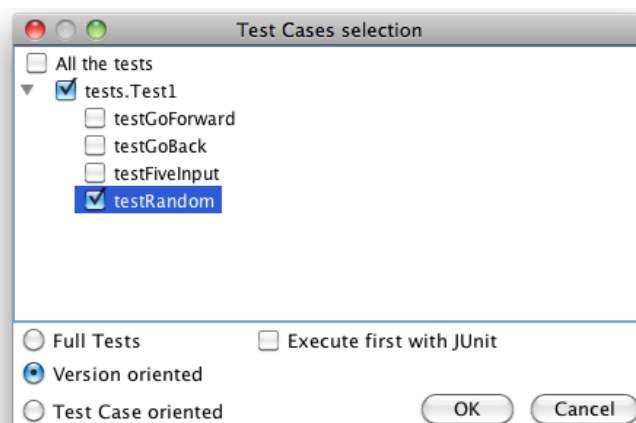 Test Cases selection
All the tests
tests.Test1
testGoForward
testGoBack
testFiveInput
testRandom
Full Tests Execute first with JUnit
Version oriented
Test Case oriented OK Cancel